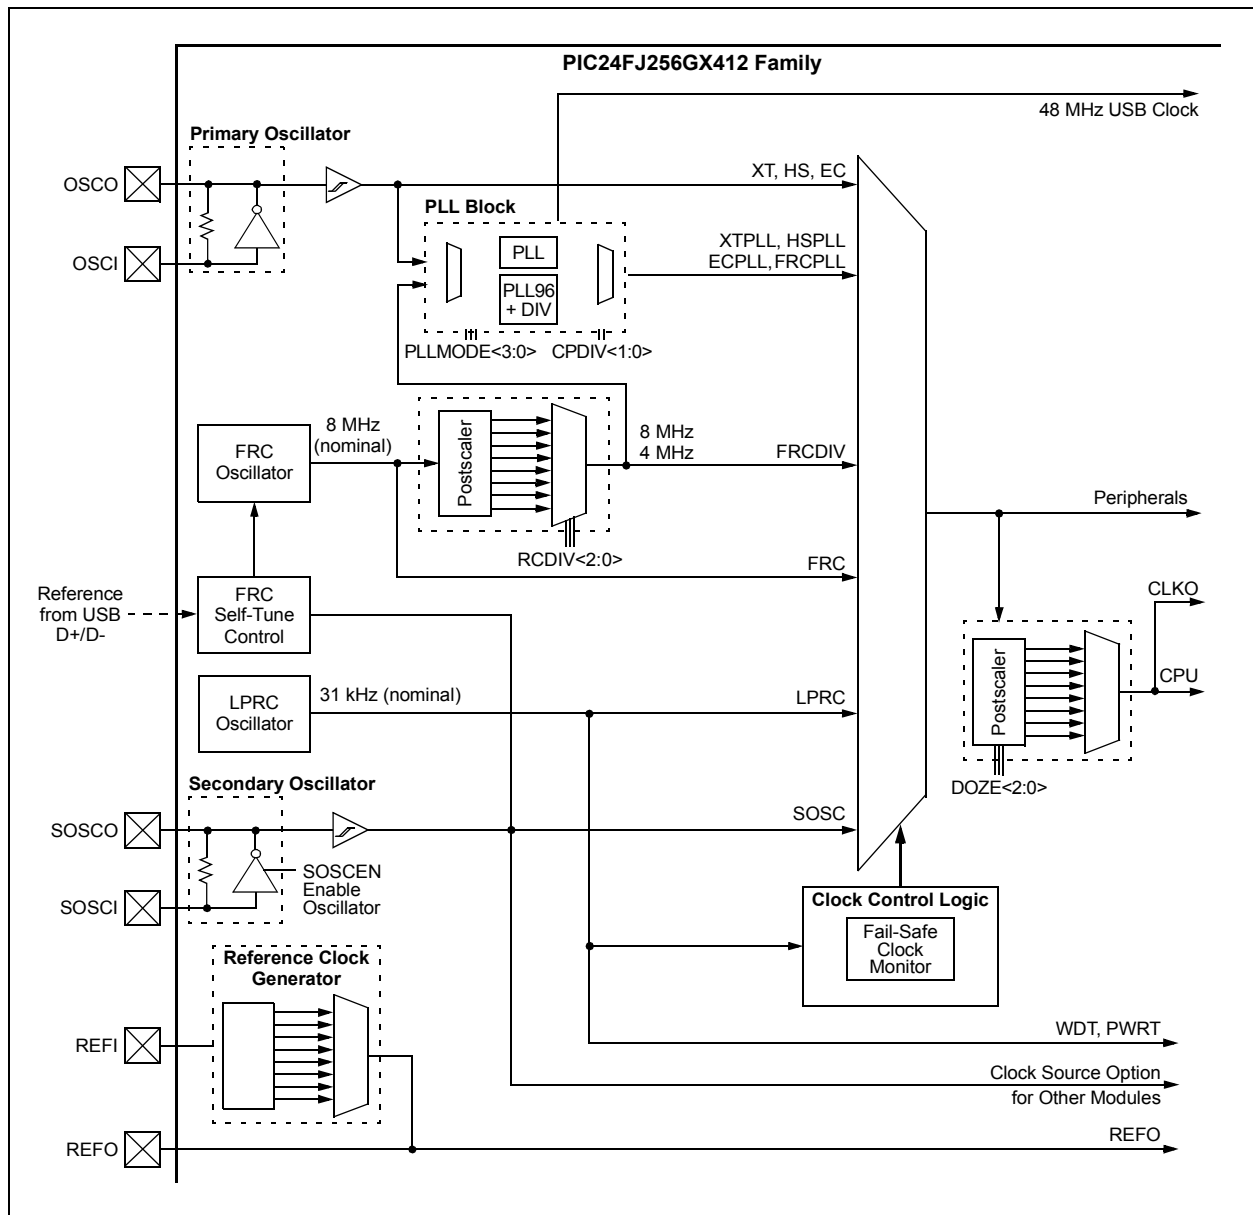 PIC24FJ256GX412 Family
48 MHz USB Clock
Primary Oscillator
OSCO
OSCI
XT, HS, EC
PLL Block
PLL
PLL96
+ DIV
XTPLL, HSPLL
ECPLL, FRCPLL
PLLMODE<3:0>
CPDIV<1:0>
FRC
Oscillator
8 MHz
(nominal)
Postscaler
8 MHz
4 MHz
FRCDIV
RCDIV<2:0>
FRC
Peripherals
Reference
from USB
D+/D-
FRC
Self-Tune
Control
CLKO
CPU
Postscaler
DOZE<2:0>
LPRC
Oscillator
31 kHz (nominal)
LPRC
Secondary Oscillator
SOSCO
SOSCI
SOSCEN
Enable
Oscillator
SOSC
Clock Control Logic
Fail-Safe
Clock
Monitor
Reference Clock
Generator
REFI
REFO
WDT, PWRT
Clock Source Option
for Other Modules
REFO